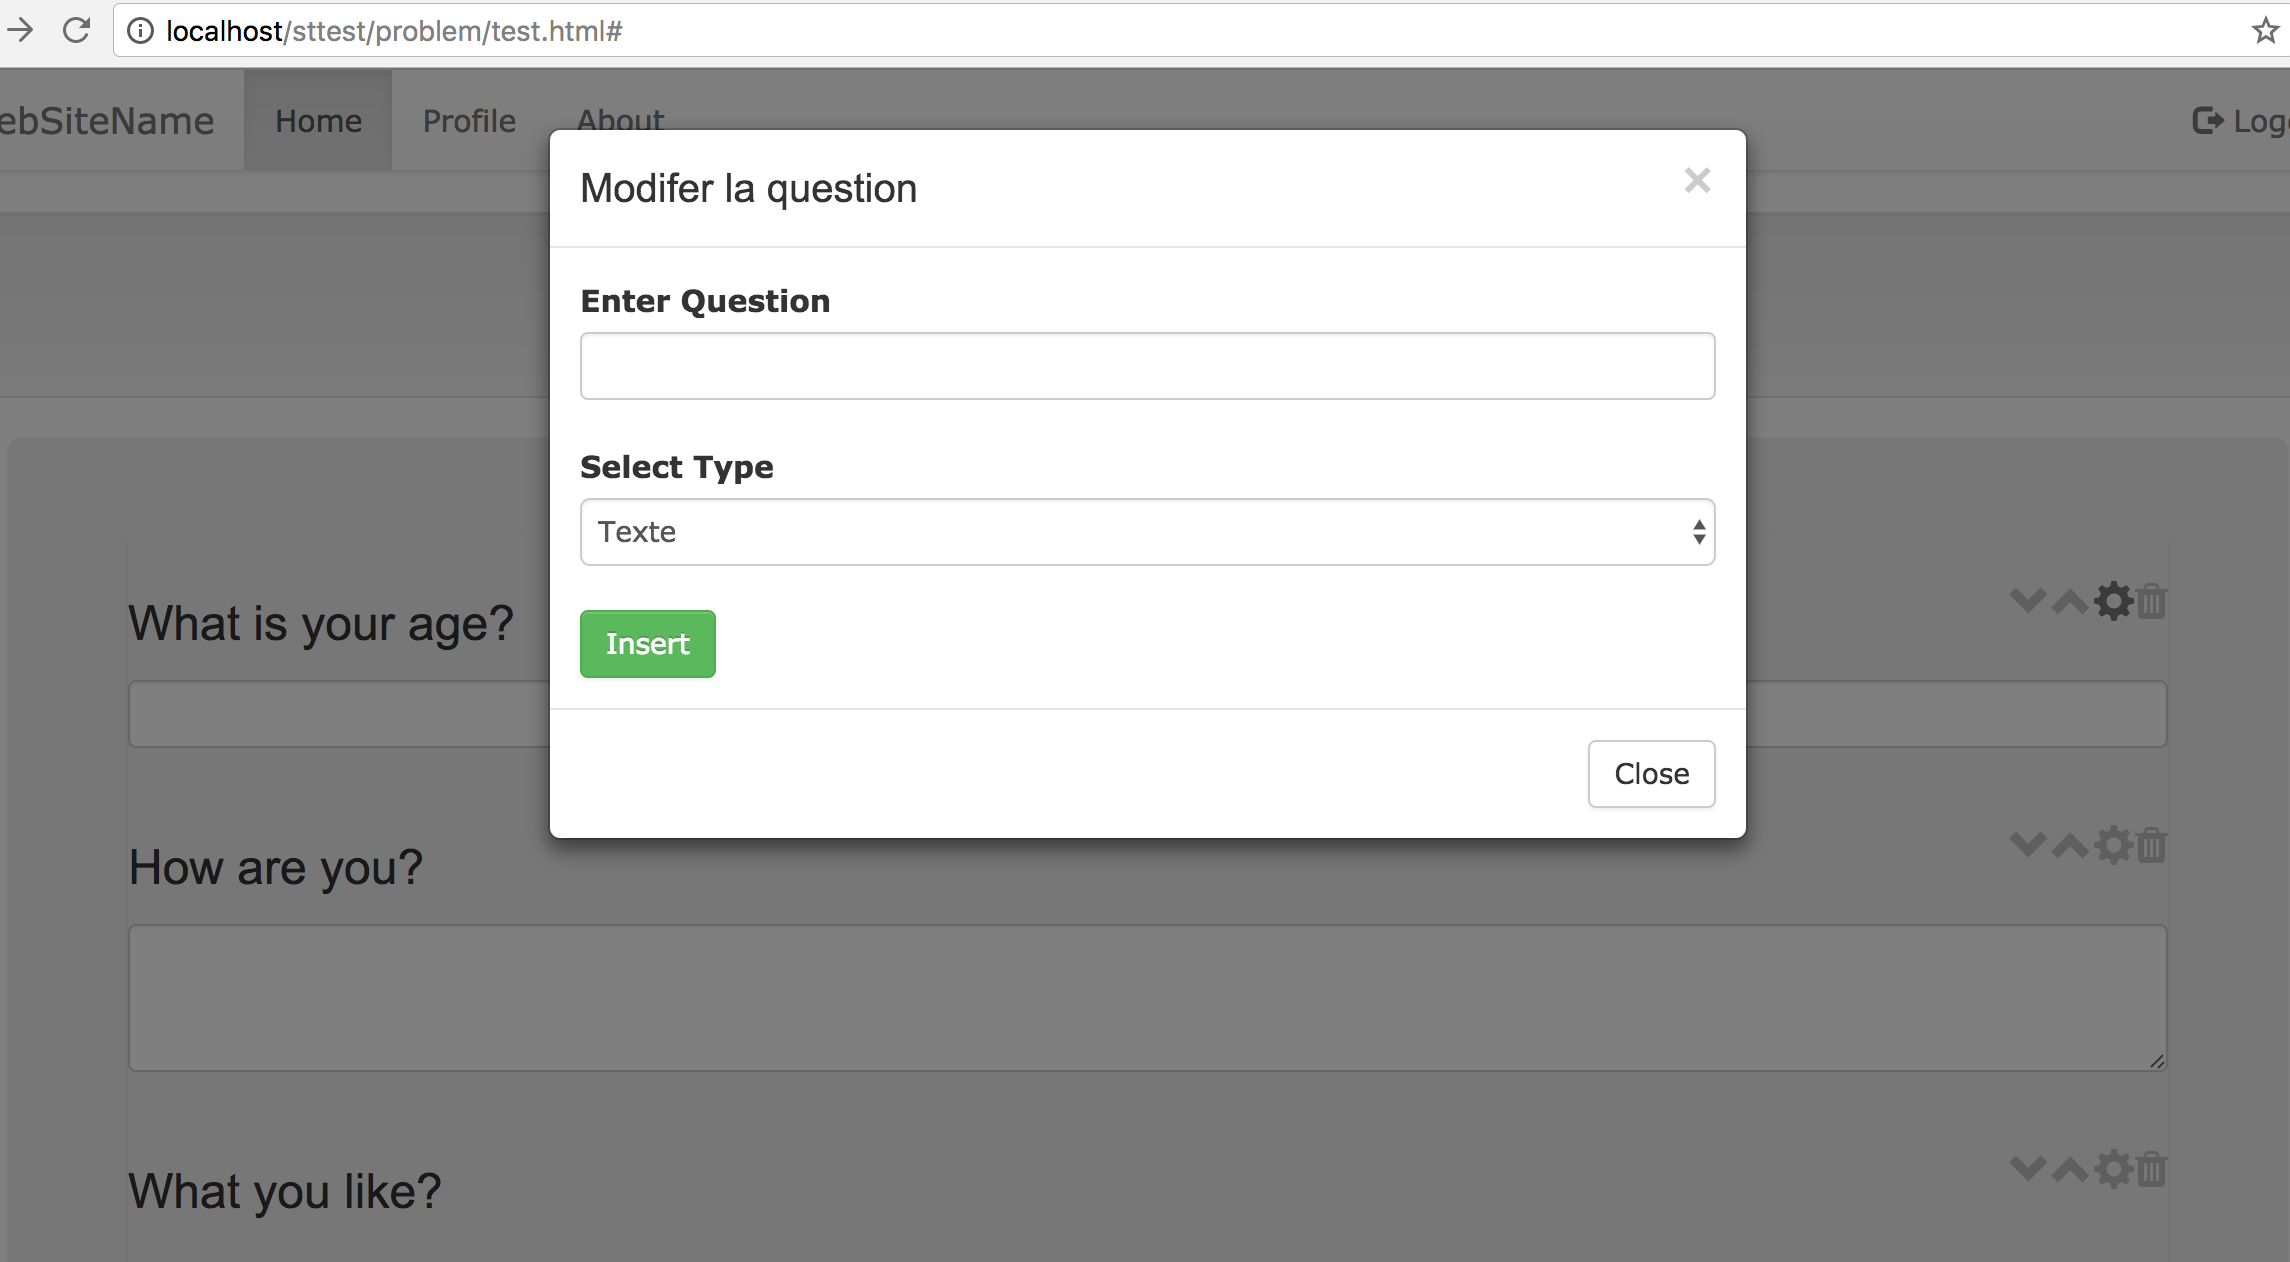 localhost/sttest/problem/test.html#
ebSiteName Home Profile About Log
Modifer la question
Enter Question
Select Type
Texte
Insert
Close
What is your age?
How are you?
What you like?